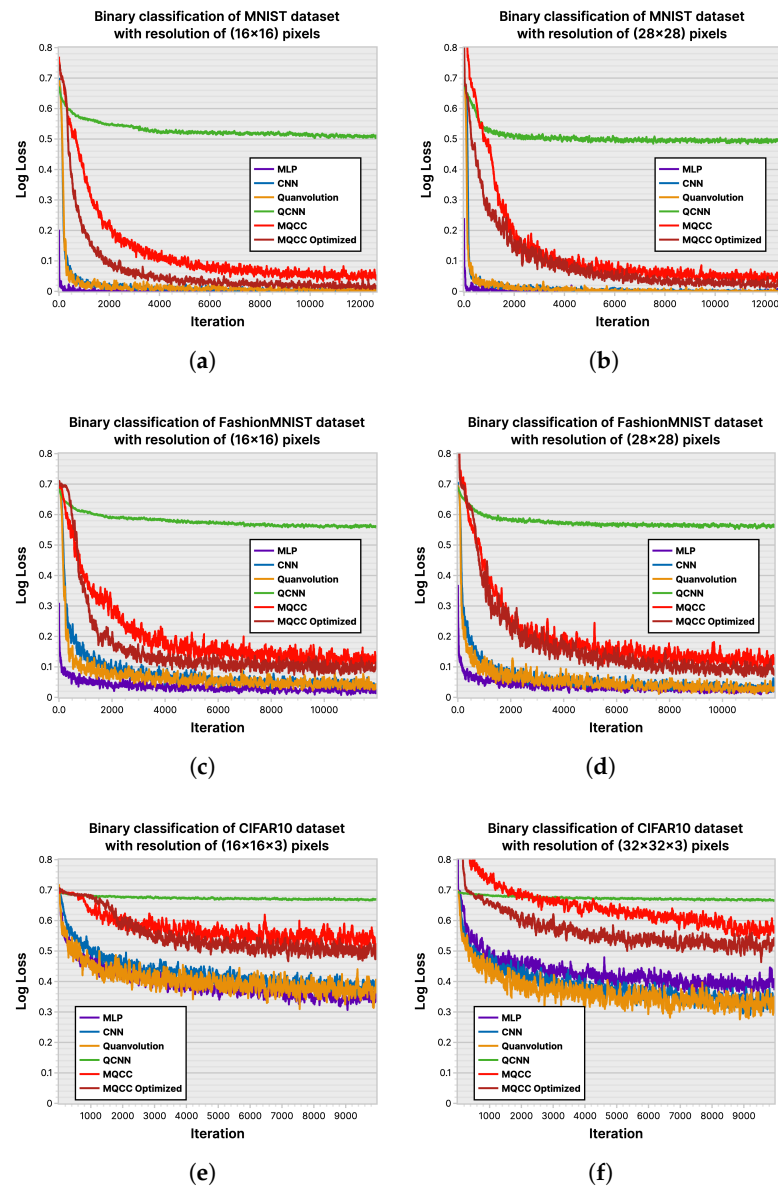 Binary classification of MNIST dataset
with resolution of (16×16) pixels
Log Loss
0.8
0.7
0.6
0.5
0.4
0.3
0.2
0.1
0
MLP
CNN
Quanvolution
QCNN
MQCC
MQCC Optimized
0.0 2000 4000 6000 8000 10000 12000
Iteration
(a)
Binary classification of MNIST dataset
with resolution of (28×28) pixels
Log Loss
0.8
0.7
0.6
0.5
0.4
0.3
0.2
0.1
0
MLP
CNN
Quanvolution
QCNN
MQCC
MQCC Optimized
0.0 2000 4000 6000 8000 10000 12000
Iteration
(b)
Binary classification of FashionMNIST dataset
with resolution of (16×16) pixels
Log Loss
0.8
0.7
0.6
0.5
0.4
0.3
0.2
0.1
0
MLP
CNN
Quanvolution
QCNN
MQCC
MQCC Optimized
0.0 2000 4000 6000 8000 10000
Iteration
(c)
Binary classification of FashionMNIST dataset
with resolution of (28×28) pixels
Log Loss
0.8
0.7
0.6
0.5
0.4
0.3
0.2
0.1
0
MLP
CNN
Quanvolution
QCNN
MQCC
MQCC Optimized
0.0 2000 4000 6000 8000 10000
Iteration
(d)
Binary classification of CIFAR10 dataset
with resolution of (16×16×3) pixels
Log Loss
0.8
0.7
0.6
0.5
0.4
0.3
0.2
0.1
0
MLP
CNN
Quanvolution
QCNN
MQCC
MQCC Optimized
1000 2000 3000 4000 5000 6000 7000 8000 9000
Iteration
(e)
Binary classification of CIFAR10 dataset
with resolution of (32×32×3) pixels
Log Loss
0.8
0.7
0.6
0.5
0.4
0.3
0.2
0.1
0
MLP
CNN
Quanvolution
QCNN
MQCC
MQCC Optimized
1000 2000 3000 4000 5000 6000 7000 8000 9000
Iteration
(f)